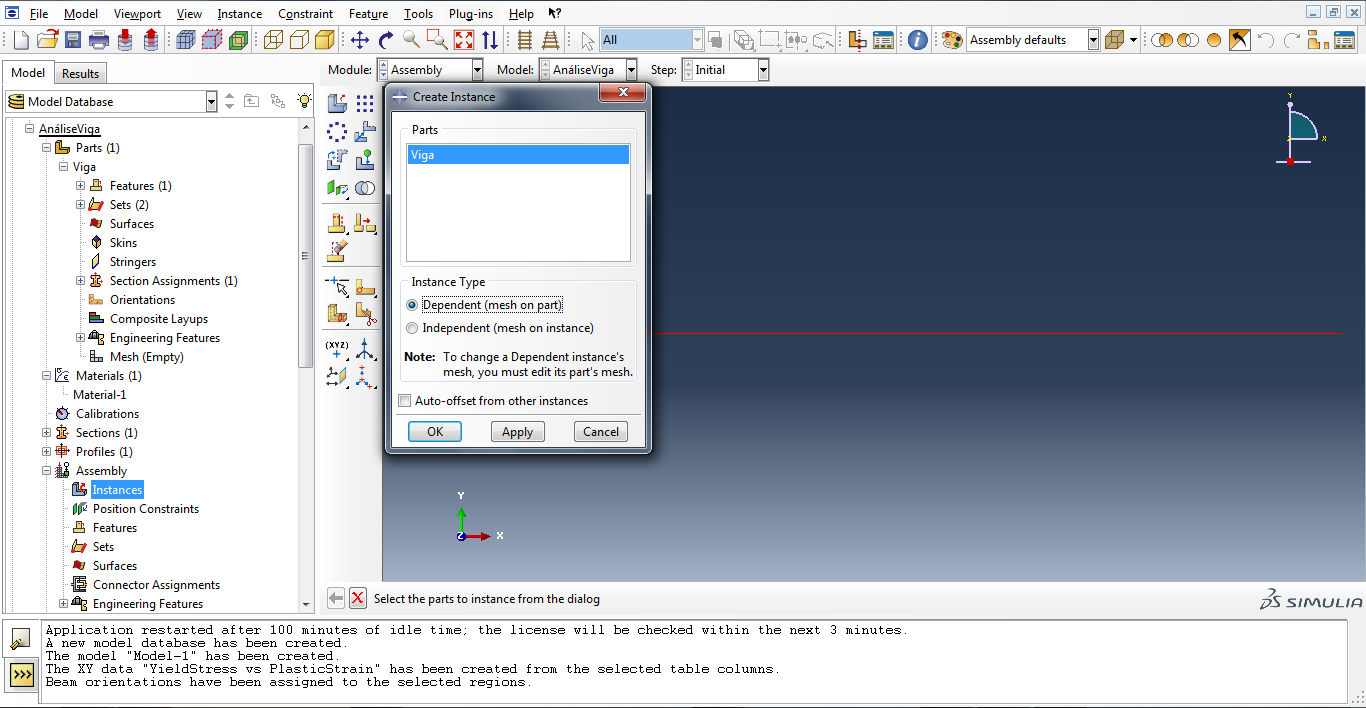 File Model Viewport View Instance Constraint Feature Tools Plug-ins Help
All Assembly defaults
Model Results
Module: Assembly Model: AnáliseViga Step: Initial
Model Database
AnáliseViga
Parts (1)
Viga
Features (1)
Sets (2)
Surfaces
Skins
Stringers
Section Assignments (1)
Orientations
Composite Layups
Engineering Features
Mesh (Empty)
Materials (1)
Material-1
Calibrations
Sections (1)
Profiles (1)
Assembly
Instances
Position Constraints
Features
Sets
Surfaces
Connector Assignments
Engineering Features
(XYZ)
Create Instance
Parts
Viga
Instance Type
Dependent (mesh on part)
Independent (mesh on instance)
Note: To change a Dependent instance's
mesh, you must edit its part's mesh.
Auto-offset from other instances
OK Apply Cancel
Y
X
Z
Y
X
Z
Select the parts to instance from the dialog
SIMULIA
Application restarted after 100 minutes of idle time; the license will be checked within the next 3 minutes.
A new model database has been created.
The model "Model-1" has been created.
The XY data "YieldStress vs PlasticStrain" has been created from the selected table columns.
Beam orientations have been assigned to the selected regions.
>>>